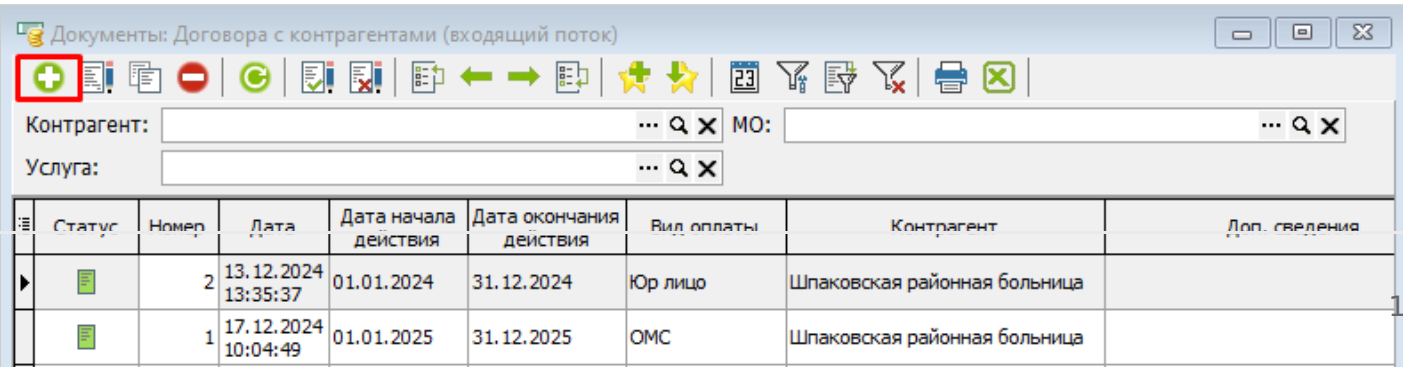 Документы: Договора с контрагентами (входящий поток)
23
Контрагент: ... МО: ...
Услуга: ...
Статус Номер Дата Дата начала действия Дата окончания действия Вид оплаты Контрагент Доп. сведения
2 13.12.2024 13:35:37 01.01.2024 31.12.2024 Юр лицо Шпаковская районная больница
1
1 17.12.2024 10:04:49 01.01.2025 31.12.2025 ОМС Шпаковская районная больница